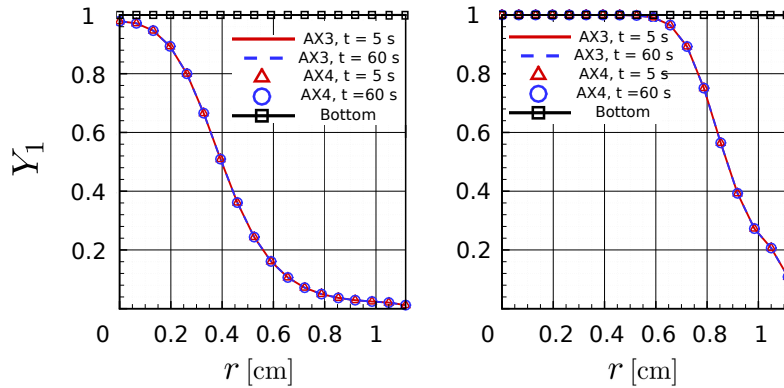 1
0.8
0.6
0.4
0.2
0
0.2
0.4
0.6
0.8
1
Y1
r [cm]
AX3, t = 5 s
AX3, t = 60 s
AX4, t = 5 s
AX4, t =60 s
Bottom
1
0.8
0.6
0.4
0.2
0
0.2
0.4
0.6
0.8
1
r [cm]
AX3, t = 5 s
AX3, t = 60 s
AX4, t = 5 s
AX4, t =60 s
Bottom